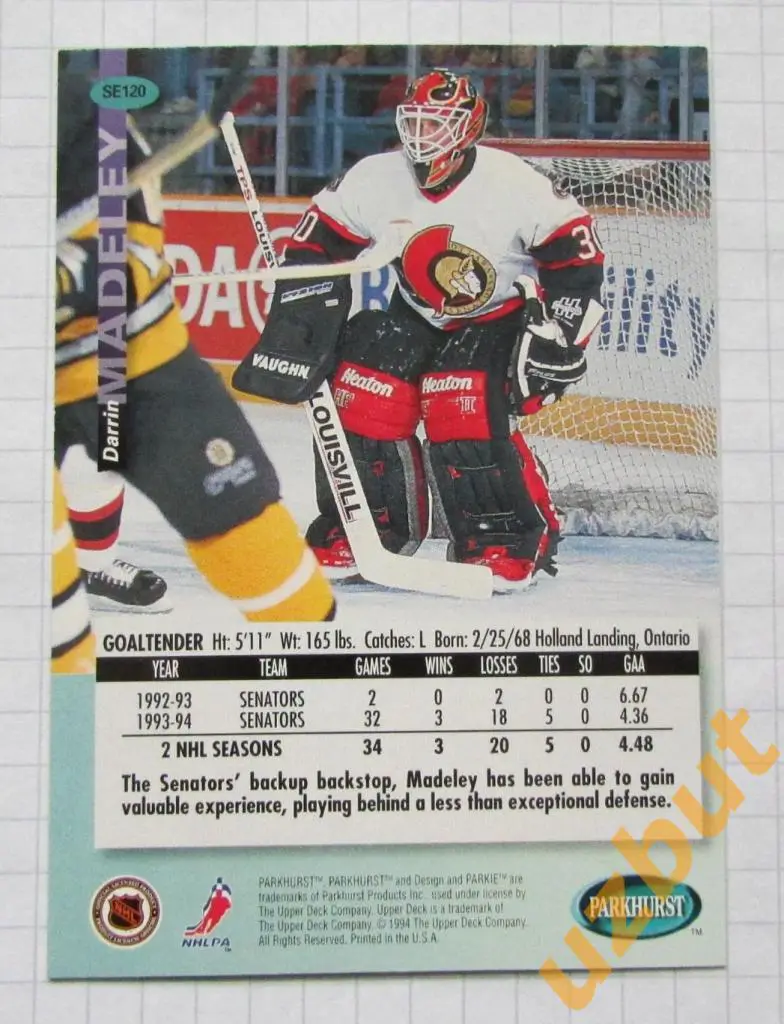 SE120
Darrin MADELEY
TPS LOUISVILL
30
30
VAUGHN
Heaton
Heaton
LOUISVILL
GOALTENDER Ht: 5'11" Wt: 165 lbs. Catches: L Born: 2/25/68 Holland Landing, Ontario
YEAR TEAM GAMES WINS LOSSES TIES SO GAA
1992-93 SENATORS 2 0 2 0 0 6.67
1993-94 SENATORS 32 3 18 5 0 4.36
2 NHL SEASONS 34 3 20 5 0 4.48
The Senators' backup backstop, Madeley has been able to gain
valuable experience, playing behind a less than exceptional defense.
NHL
NHLPA
PARKHURST™, PARKHURST™ and Design and PARKIE™ are
trademarks of Parkhurst Products Inc. used under license by
The Upper Deck Company. Upper Deck is a trademark of
The Upper Deck Company. © 1994 The Upper Deck Company.
All Rights Reserved. Printed in the U.S.A.
PARKHURST
TM
uzbut